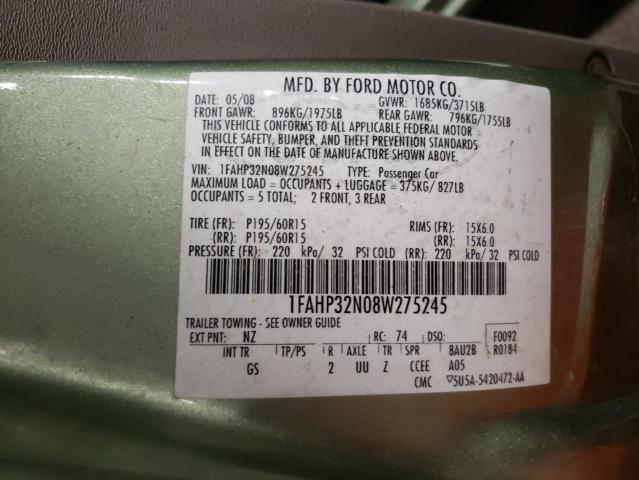 MFD. BY FORD MOTOR CO.
DATE: 05/08 GVWR: 1685KG/3715LB
FRONT GAWR: 896KG/1975LB REAR GAWR: 796KG/1755LB
THIS VEHICLE CONFORMS TO ALL APPLICABLE FEDERAL MOTOR
VEHICLE SAFETY, BUMPER, AND THEFT PREVENTION STANDARDS
IN EFFECT ON THE DATE OF MANUFACTURE SHOWN ABOVE.
VIN: 1FAHP32N08W275245 TYPE: Passenger Car
MAXIMUM LOAD = OCCUPANTS + LUGGAGE = 375KG/ 827LB
OCCUPANTS = 5 TOTAL: 2 FRONT, 3 REAR
TIRE (FR): P195/60R15 RIMS (FR): 15X6.0
(RR): P195/60R15 (RR): 15X6.0
PRESSURE (FR): 220 kPa/ 32 PSI COLD (RR): 220 kPa/ 32 PSI COLD
1FAHP32N08W275245
TRAILER TOWING - SEE OWNER GUIDE
EXT PNT: NZ RC: 74 DSO: F0092
INT TR TP/PS R AXLE TR SPR 8AU2B R0184
GS 2 UU Z CCEE A05
CMC ▽5U5A-5420472-AA